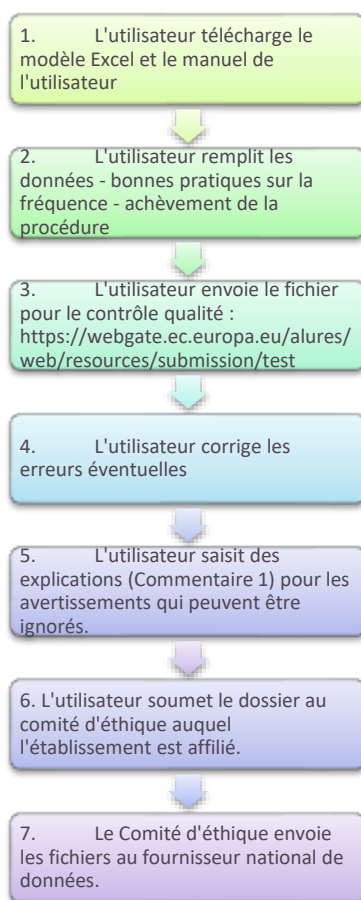 1. L'utilisateur télécharge le
modèle Excel et le manuel de
l'utilisateur
2. L'utilisateur remplit les
données - bonnes pratiques sur la
fréquence - achèvement de la
procédure
3. L'utilisateur envoie le fichier
pour le contrôle qualité :
https://webgate.ec.europa.eu/alures/
web/resources/submission/test
4. L'utilisateur corrige les
erreurs éventuelles
5. L'utilisateur saisit des
explications (Commentaire 1) pour les
avertissements qui peuvent être
ignorés.
6. L'utilisateur soumet le dossier au
comité d'éthique auquel
l'établissement est affilié.
7. Le Comité d'éthique envoie
les fichiers au fournisseur national de
données.